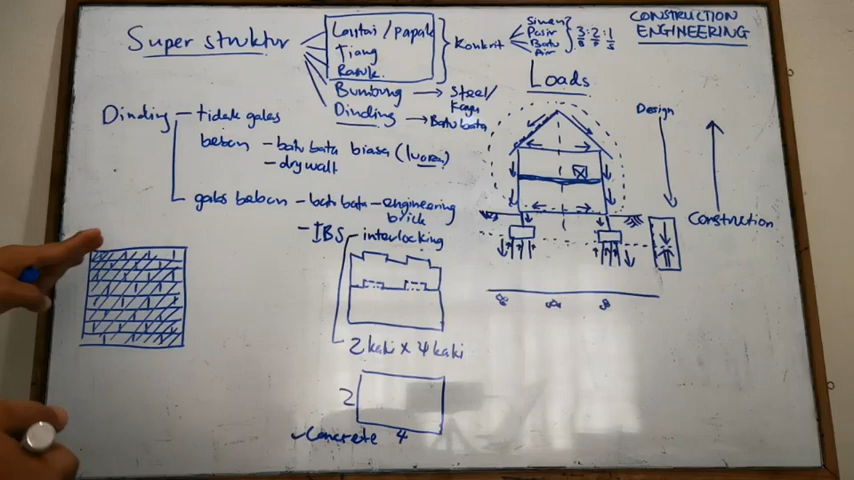 Super struktur
Lantai / papak
Tiang
Rasuk
Bumbung → Steel/
Kayu
Dinding → Batu bata
Konkrit
Simen
Pasir
Batu
Air
3:2:1
CONSTRUCTION
ENGINEERING
Loads
Dinding - tidak galas
beban - batu bata biasa
- drywall
galas beban - batu bata - engineering
brick
- IBS - interlocking
2 kaki x 4 kaki
2
4
Concrete
Design
Construction